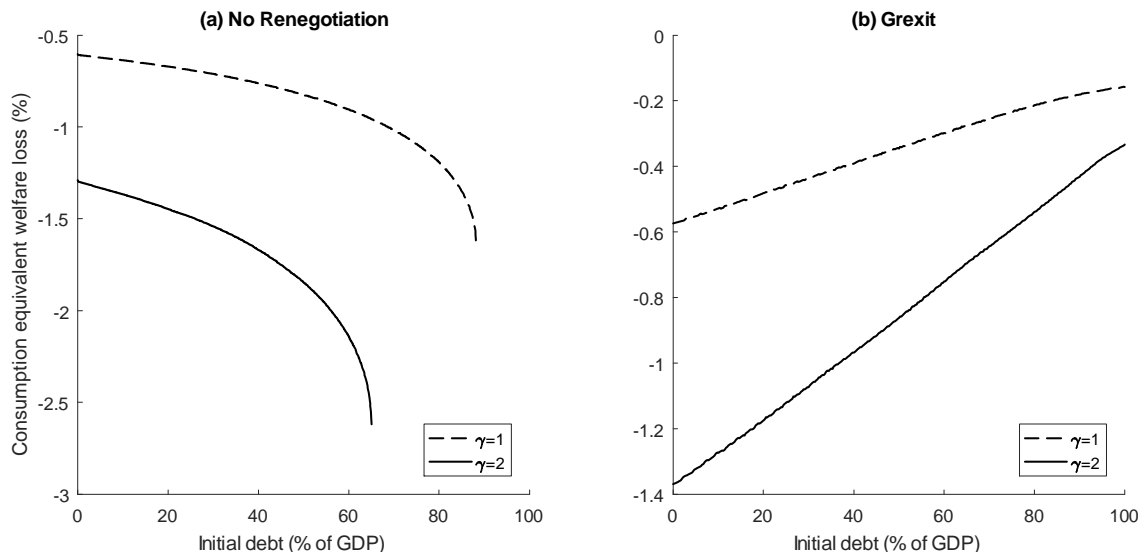 (a) No Renegotiation
Consumption equivalent welfare loss (%)
-0.5
-1
-1.5
-2
-2.5
-3
0
20
40
60
80
100
Initial debt (% of GDP)
γ=1
γ=2
(b) Grexit
0
-0.2
-0.4
-0.6
-0.8
-1
-1.2
-1.4
0
20
40
60
80
100
Initial debt (% of GDP)
γ=1
γ=2